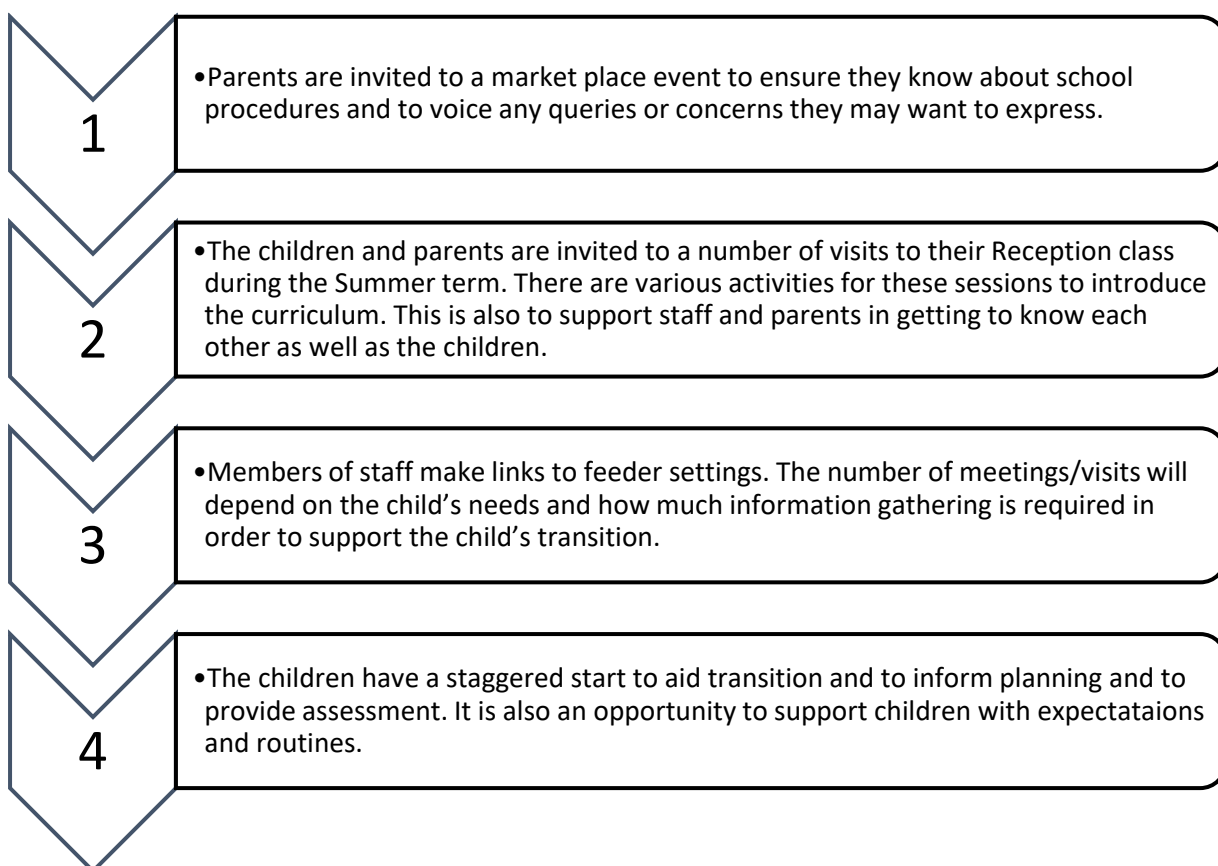 1
•Parents are invited to a market place event to ensure they know about school
procedures and to voice any queries or concerns they may want to express.
2
•The children and parents are invited to a number of visits to their Reception class
during the Summer term. There are various activities for these sessions to introduce
the curriculum. This is also to support staff and parents in getting to know each
other as well as the children.
3
•Members of staff make links to feeder settings. The number of meetings/visits will
depend on the child’s needs and how much information gathering is required in
order to support the child’s transition.
4
•The children have a staggered start to aid transition and to inform planning and to
provide assessment. It is also an opportunity to support children with expectataions
and routines.